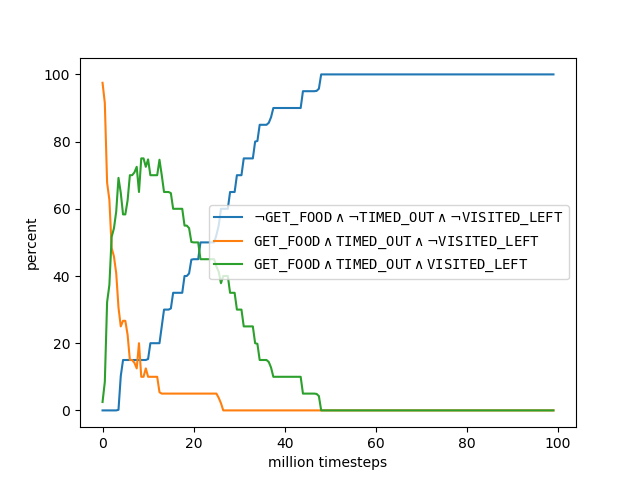 100
80
60
40
20
0
percent
¬GET_FOOD∧¬TIMED_OUT∧¬VISITED_LEFT
GET_FOOD∧TIMED_OUT∧¬VISITED_LEFT
GET_FOOD∧TIMED_OUT∧VISITED_LEFT
0 20 40 60 80 100
million timesteps